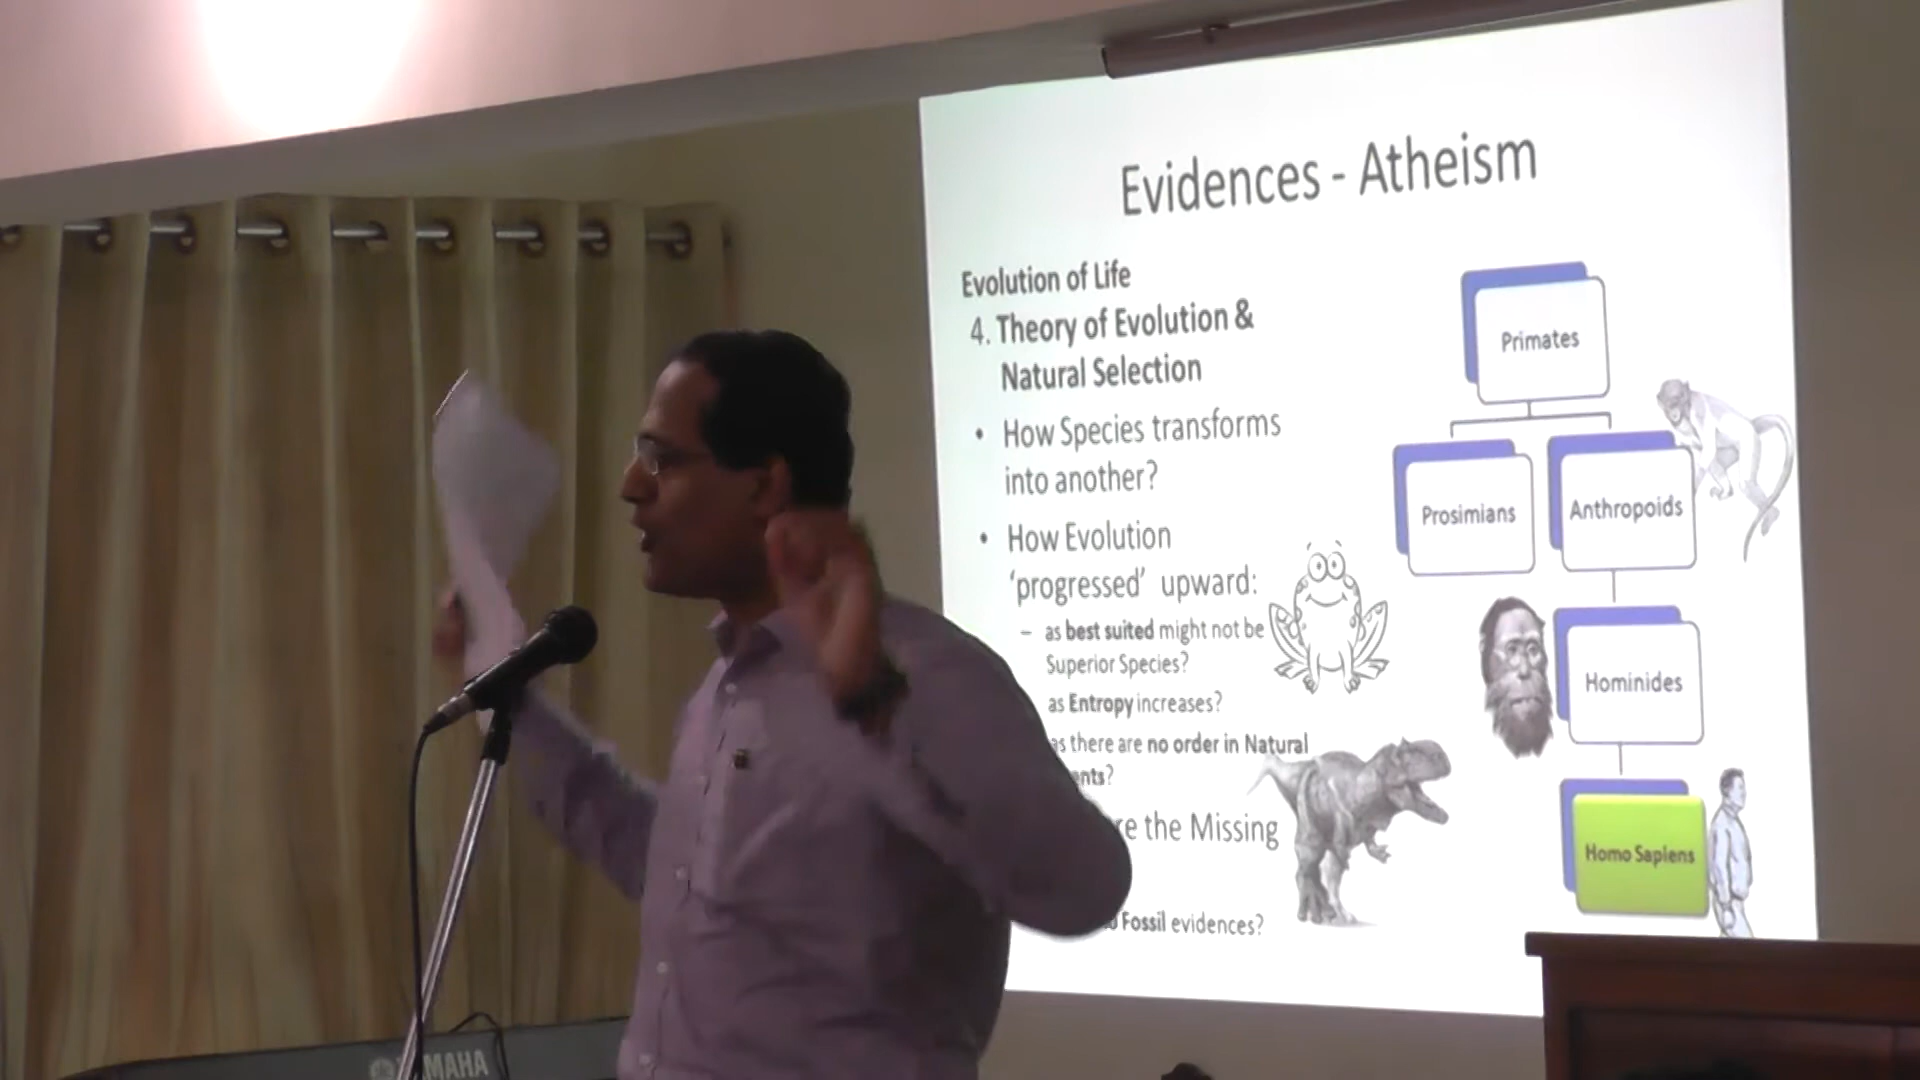 Evidences - Atheism
Evolution of Life
4. Theory of Evolution &
Natural Selection
• How Species transforms
into another?
• How Evolution
‘progressed’ upward:
– as best suited might not be
Superior Species?
as Entropy increases?
as there are no order in Natural
the Missing
Fossil evidences?
Primates
Prosimians
Anthropoids
Hominides
Homo Sapiens
YAMAHA